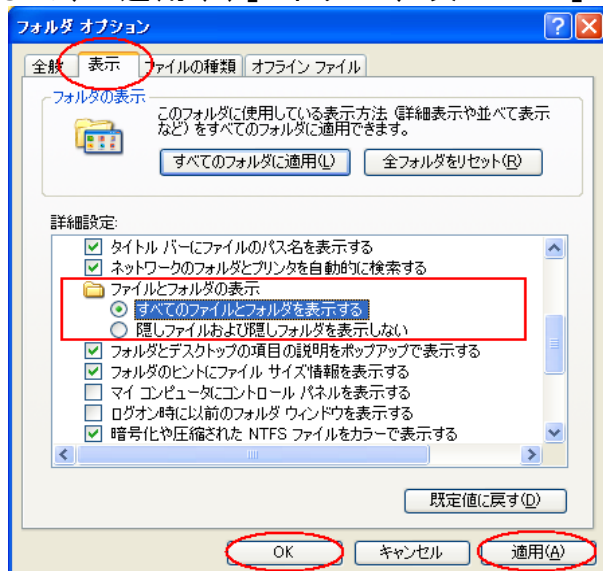 フォルダ オプション
全般 表示 ファイルの種類 オフライン ファイル
フォルダの表示
このフォルダに使用している表示方法 (詳細表示や並べて表示
など) をすべてのフォルダに適用できます。
すべてのフォルダに適用(L) 全フォルダをリセット(R)
詳細設定:
タイトル バーにファイルのパス名を表示する
ネットワークのフォルダとプリンタを自動的に検索する
ファイルとフォルダの表示
すべてのファイルとフォルダを表示する
隠しファイルおよび隠しフォルダを表示しない
フォルダとデスクトップの項目の説明をポップアップで表示する
フォルダのヒントにファイル サイズ情報を表示する
マイ コンピュータにコントロール パネルを表示する
ログオン時に以前のフォルダ ウィンドウを表示する
暗号化や圧縮された NTFS ファイルをカラーで表示する
既定値に戻す(D)
OK キャンセル 適用(A)